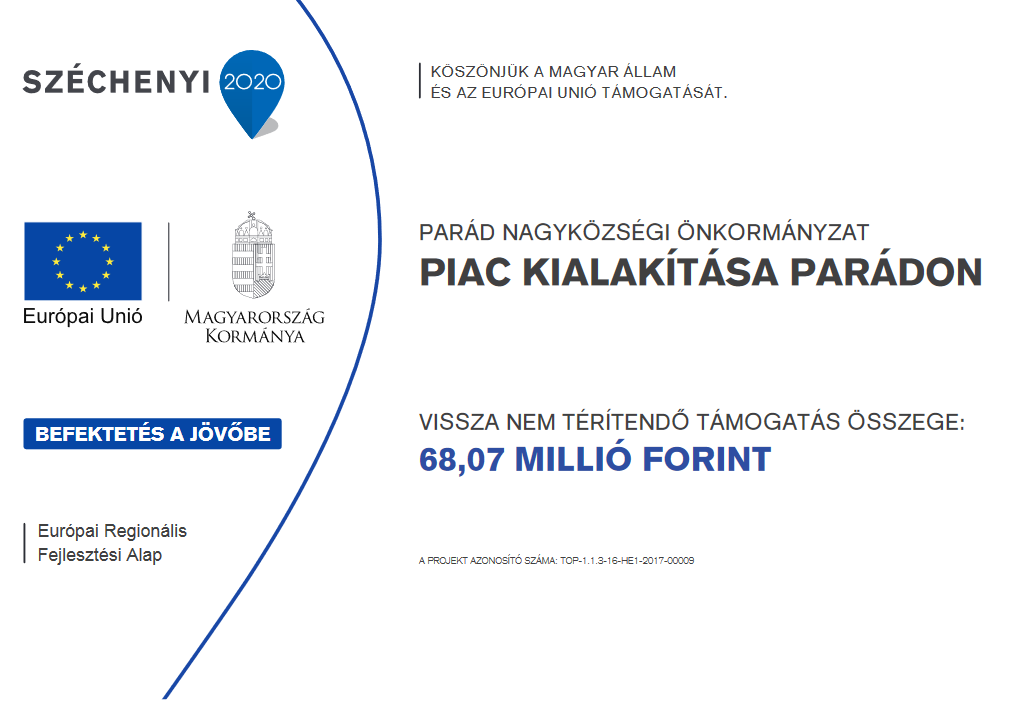 SZÉCHENYI 2020
KÖSZÖNJÜK A MAGYAR ÁLLAM
ÉS AZ EURÓPAI UNIÓ TÁMOGATÁSÁT.
Európai Unió
MAGYARORSZÁG
KORMÁNYA
PARÁD NAGYKÖZSÉGI ÖNKORMÁNYZAT
PIAC KIALAKÍTÁSA PARÁDON
BEFEKTETÉS A JÖVŐBE
VISSZA NEM TÉRÍTENDŐ TÁMOGATÁS ÖSSZEGE:
68,07 MILLIÓ FORINT
Európai Regionális
Fejlesztési Alap
A PROJEKT AZONOSÍTÓ SZÁMA: TOP-1.1.3-16-HE1-2017-00009